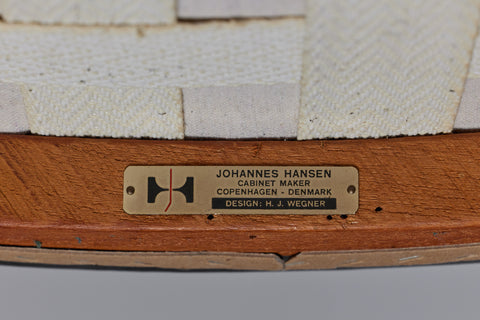 JOHANNES HANSEN
CABINET MAKER
COPENHAGEN - DENMARK
DESIGN: H. J. WEGNER